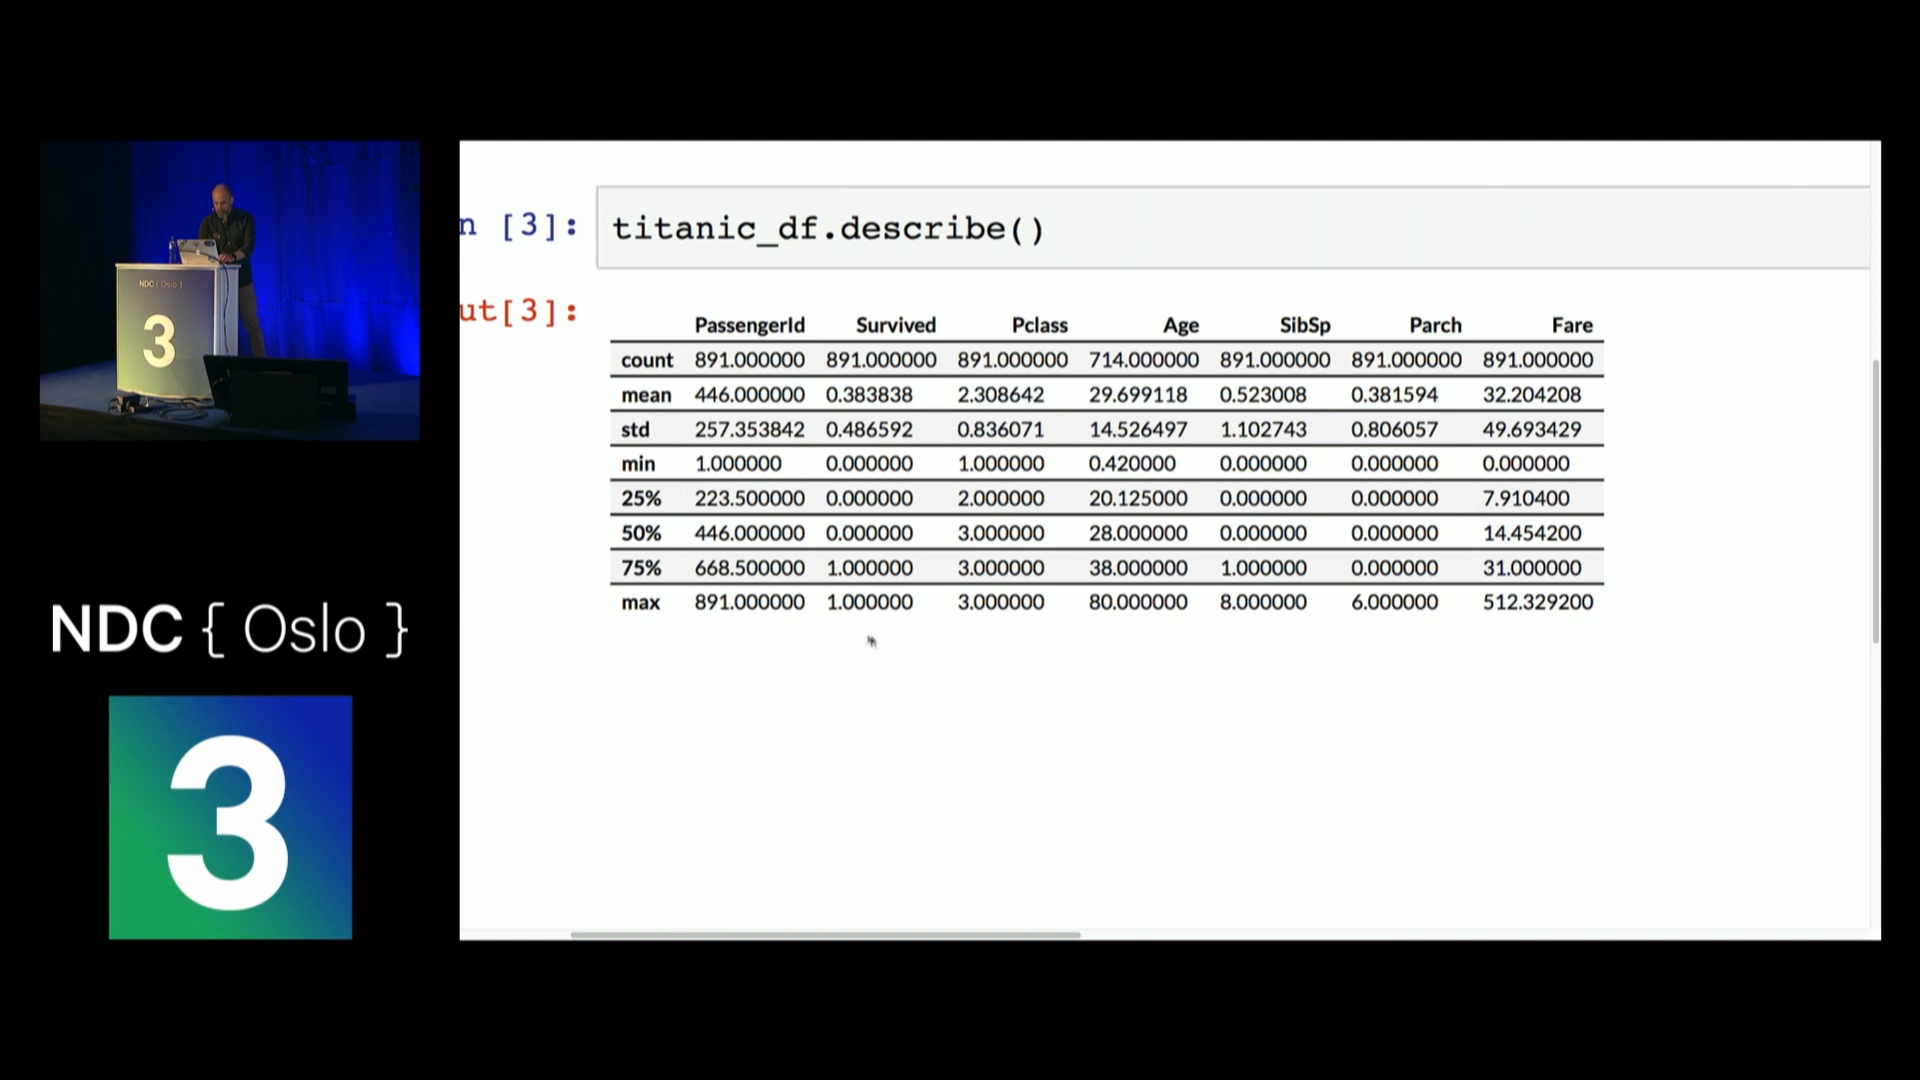 NDC { Oslo }
3
n [3]: titanic_df.describe()
ut[3]:
PassengerId Survived Pclass Age SibSp Parch Fare
count 891.000000 891.000000 891.000000 714.000000 891.000000 891.000000 891.000000
mean 446.000000 0.383838 2.308642 29.699118 0.523008 0.381594 32.204208
std 257.353842 0.486592 0.836071 14.526497 1.102743 0.806057 49.693429
min 1.000000 0.000000 1.000000 0.420000 0.000000 0.000000 0.000000
25% 223.500000 0.000000 2.000000 20.125000 0.000000 0.000000 7.910400
50% 446.000000 0.000000 3.000000 28.000000 0.000000 0.000000 14.454200
75% 668.500000 1.000000 3.000000 38.000000 1.000000 0.000000 31.000000
max 891.000000 1.000000 3.000000 80.000000 8.000000 6.000000 512.329200
NDC { Oslo }
3